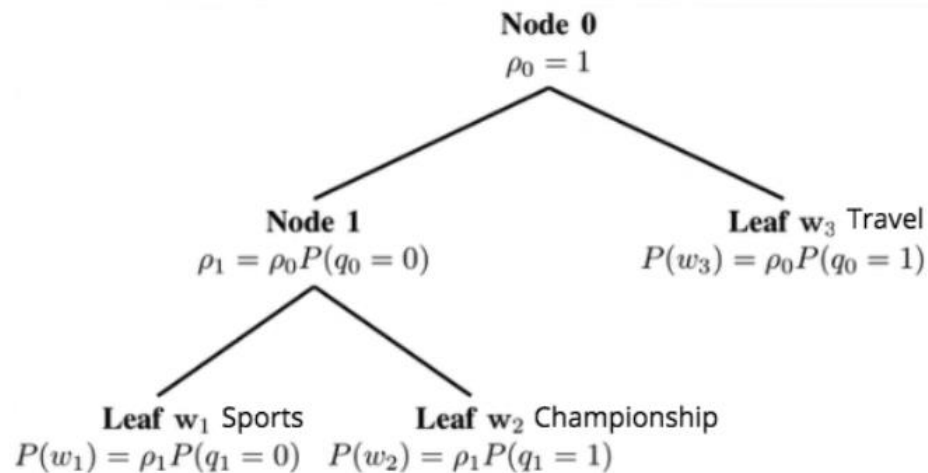 Node 0
ρ₀ = 1
Node 1
Leaf w₃ Travel
ρ₁ = ρ₀P(q₀ = 0)
P(w₃) = ρ₀P(q₀ = 1)
Leaf w₁ Sports
Leaf w₂ Championship
P(w₁) = ρ₁P(q₁ = 0)
P(w₂) = ρ₁P(q₁ = 1)